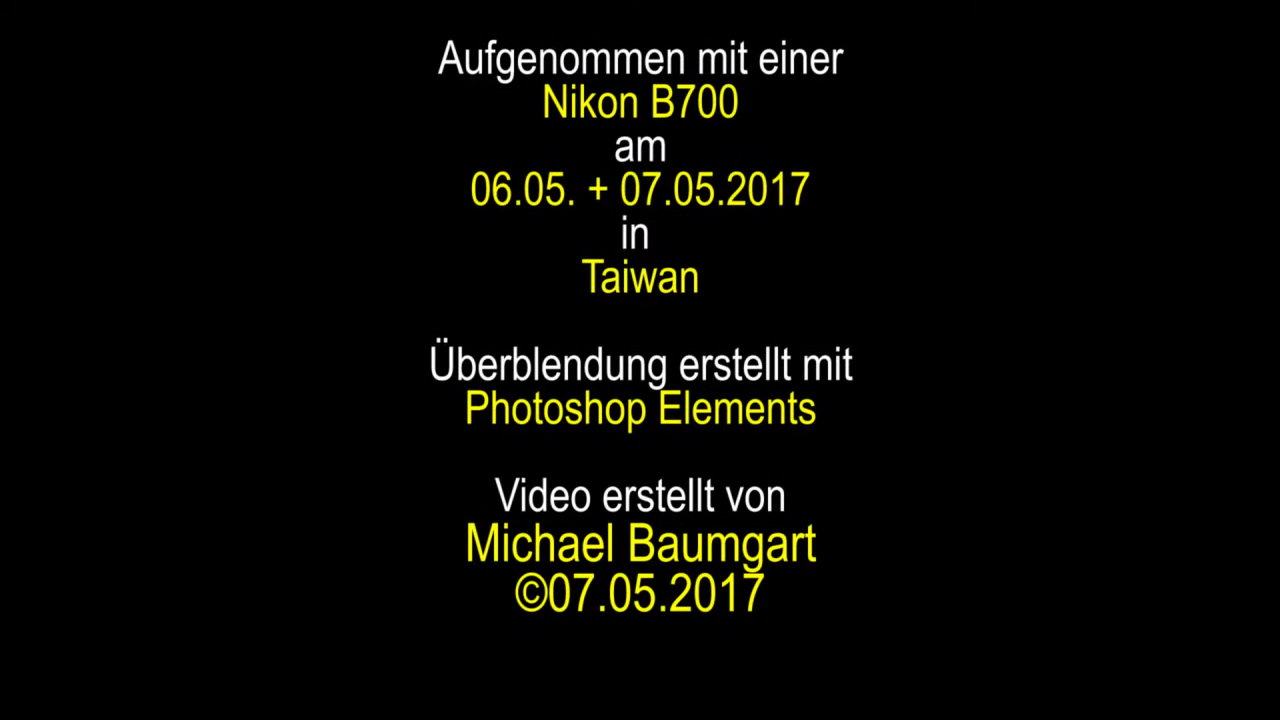 Aufgenommen mit einer
Nikon B700
am
06.05. + 07.05.2017
in
Taiwan
Überblendung erstellt mit
Photoshop Elements
Video erstellt von
Michael Baumgart
©07.05.2017